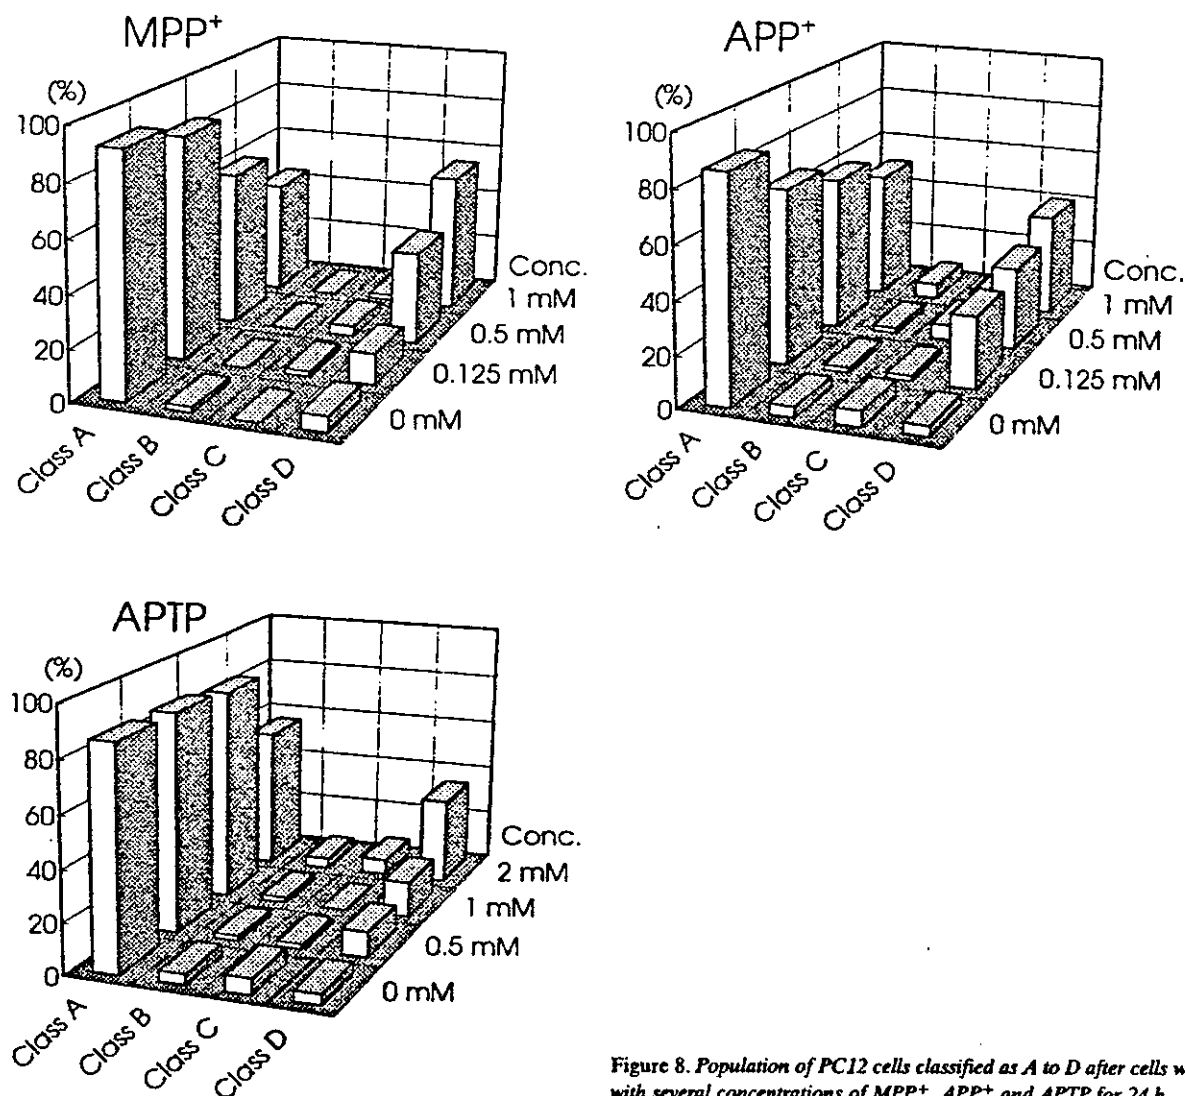 MPP+
(%)
100
80
60
40
20
0
Class A
Class B
Class C
Class D
Conc.
1 mM
0.5 mM
0.125 mM
0 mM
APP+
(%)
100
80
60
40
20
0
Class A
Class B
Class C
Class D
Conc.
1 mM
0.5 mM
0.125 mM
0 mM
APTP
(%)
100
80
60
40
20
0
Class A
Class B
Class C
Class D
Conc.
2 mM
1 mM
0.5 mM
0 mM
Figure 8. Population of PC12 cells classified as A to D after cells
with several concentrations of MPP+, APP+ and APTP for 24 h